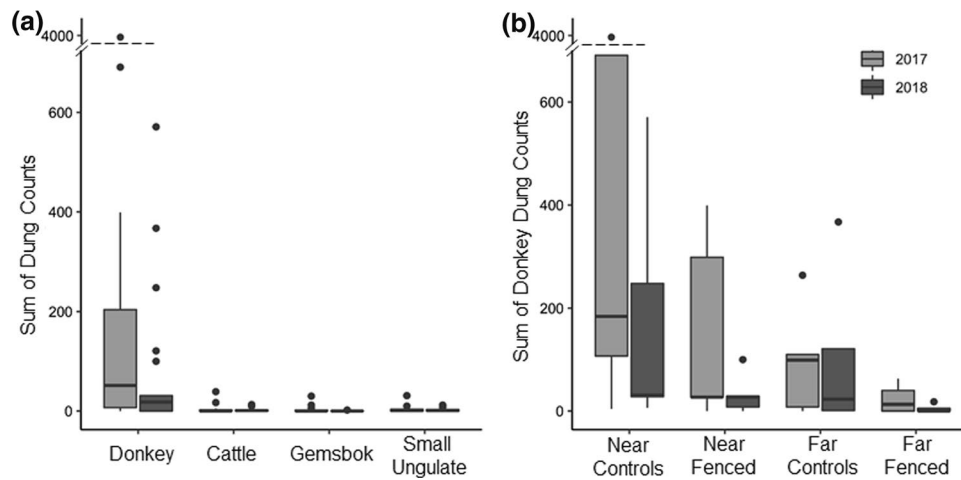 (a)
4000
600
400
200
0
Sum of Dung Counts
Donkey
Cattle
Gemsbok
Small
Ungulate
(b)
4000
600
400
200
0
Sum of Donkey Dung Counts
2017
2018
Near
Controls
Near
Fenced
Far
Controls
Far
Fenced